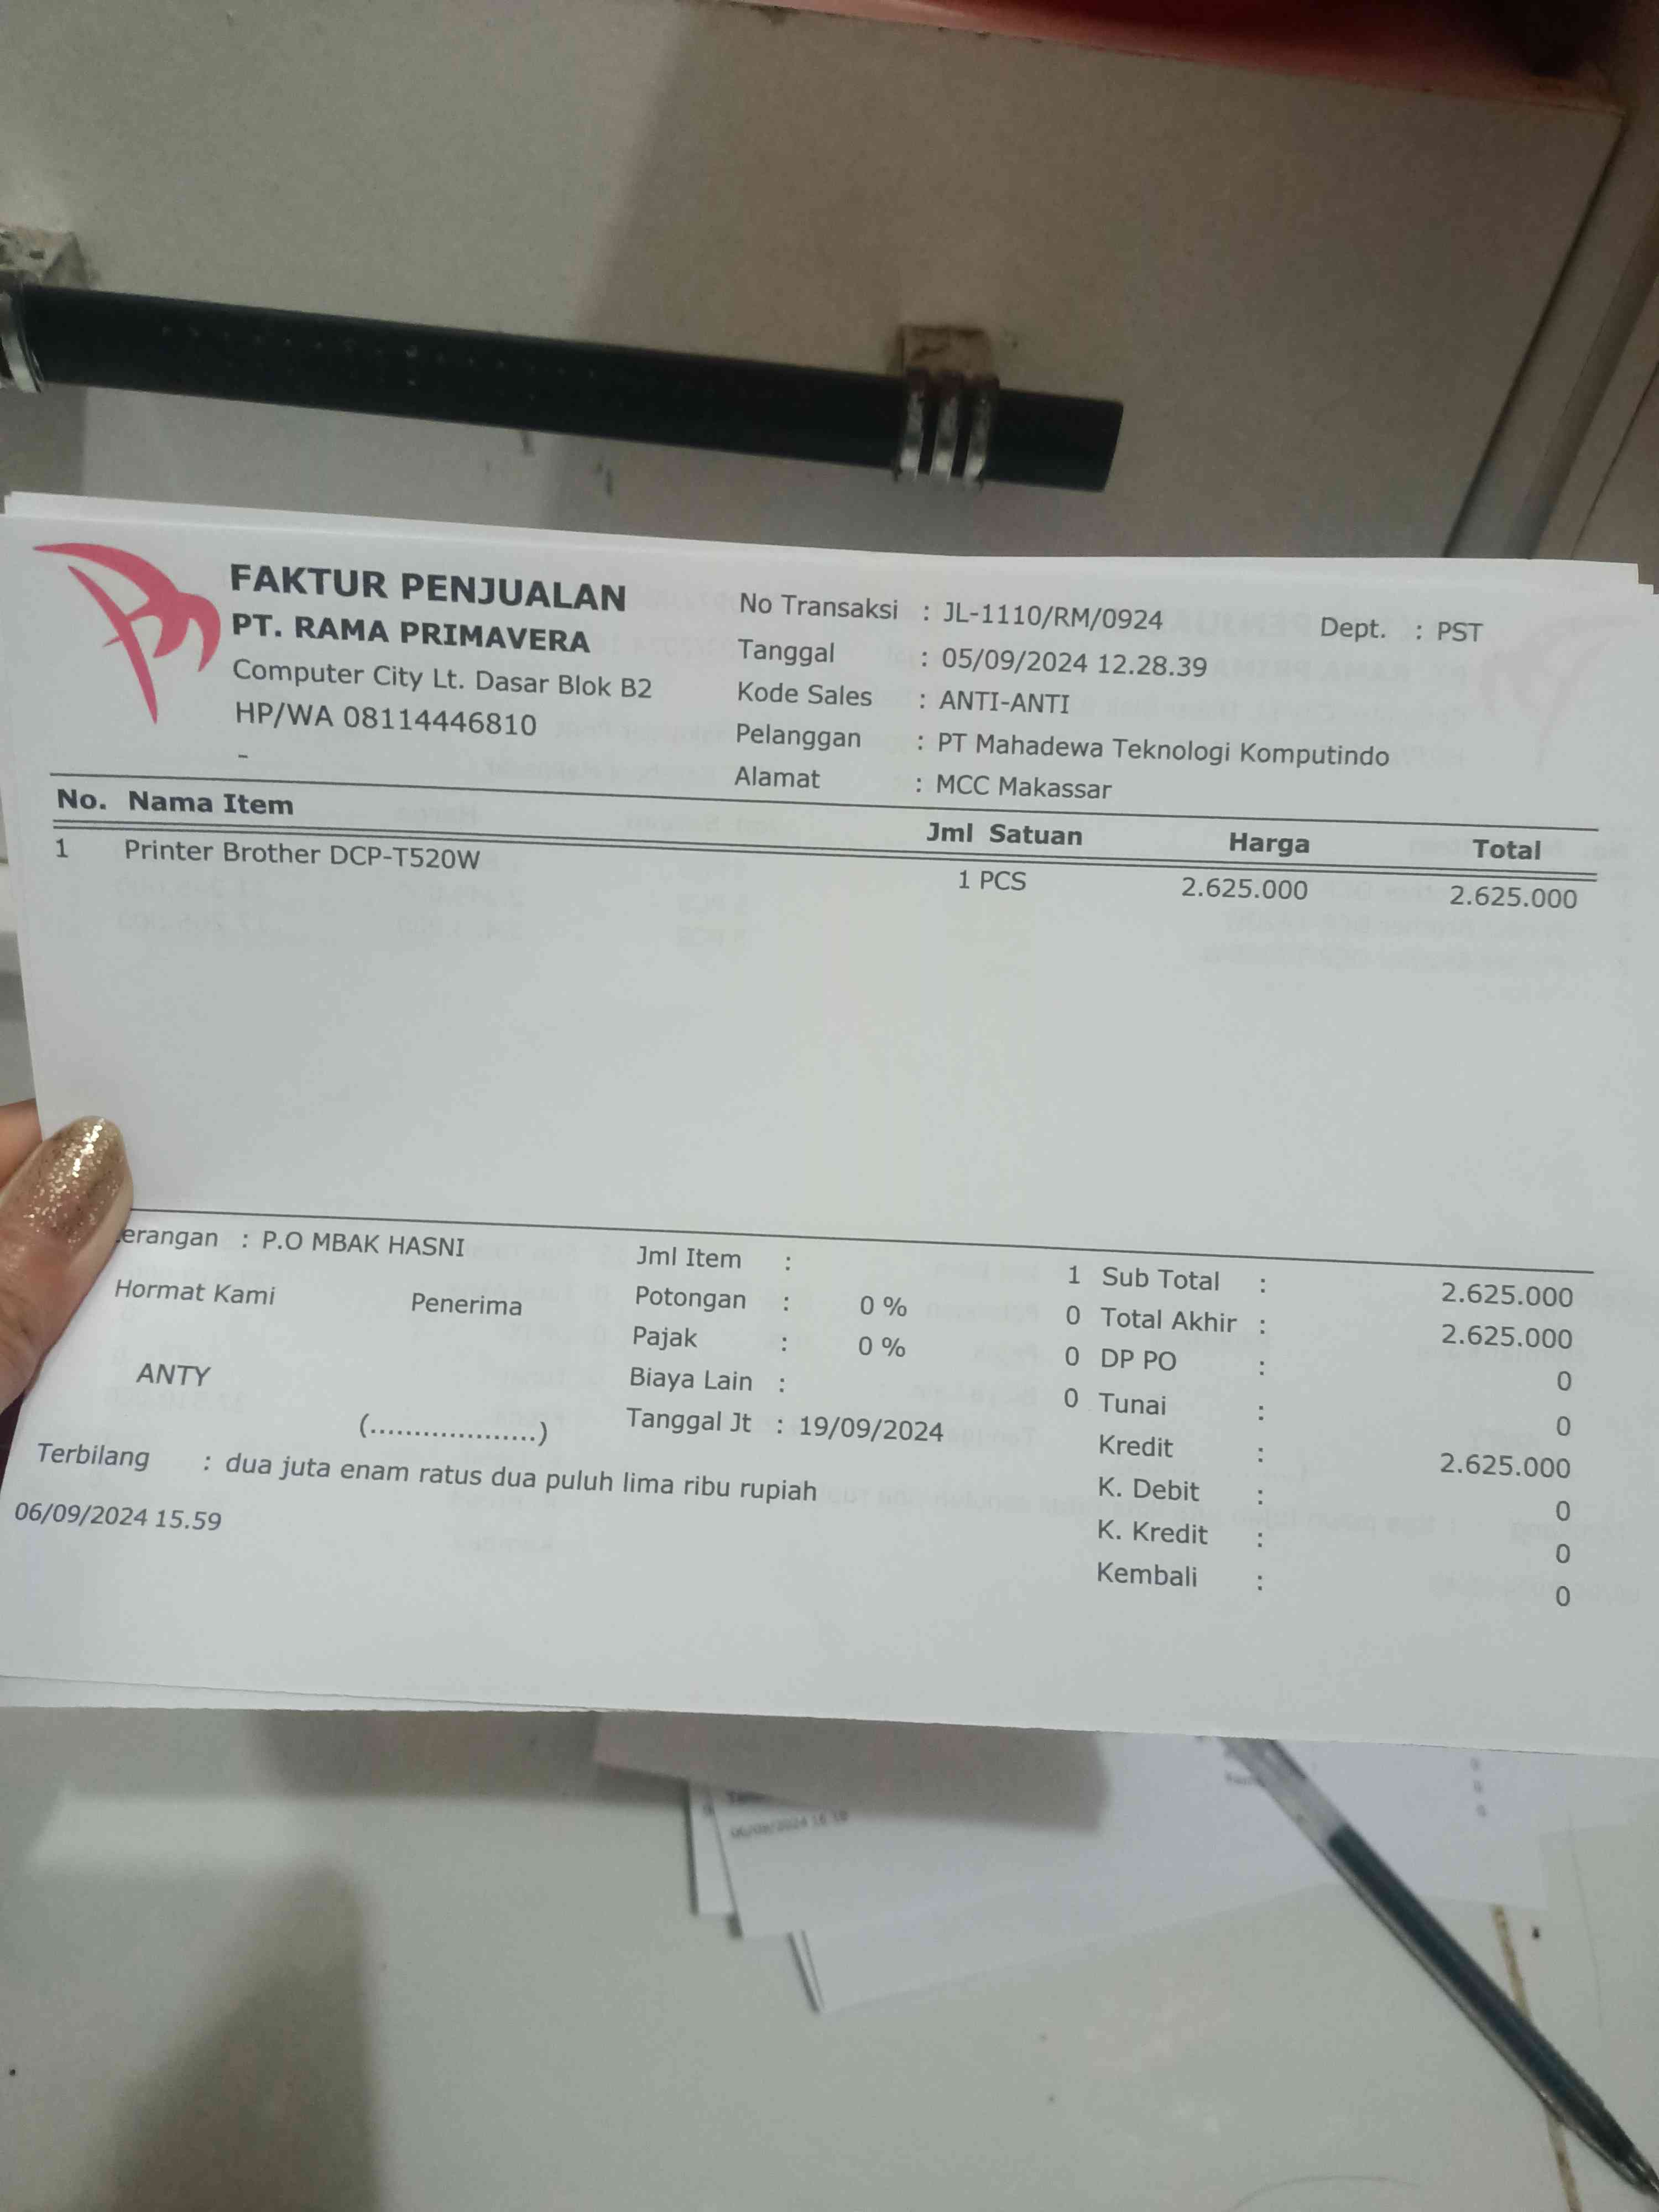 FAKTUR PENJUALAN
PT. RAMA PRIMAVERA
Computer City Lt. Dasar Blok B2
HP/WA 08114446810
-
No Transaksi : JL-1110/RM/0924 Dept. : PST
Tanggal : 05/09/2024 12.28.39
Kode Sales : ANTI-ANTI
Pelanggan : PT Mahadewa Teknologi Komputindo
Alamat : MCC Makassar
No. Nama Item Jml Satuan Harga Total
1 Printer Brother DCP-T520W 1 PCS 2.625.000 2.625.000
erangan : P.O MBAK HASNI
Hormat Kami Penerima
ANTY
(...................)
Jml Item : 1
Potongan : 0 % 0
Pajak : 0 % 0
Biaya Lain : 0
Tanggal Jt : 19/09/2024
Sub Total : 2.625.000
Total Akhir : 2.625.000
DP PO : 0
Tunai : 0
Kredit : 2.625.000
K. Debit : 0
K. Kredit : 0
Kembali : 0
Terbilang : dua juta enam ratus dua puluh lima ribu rupiah
06/09/2024 15.59